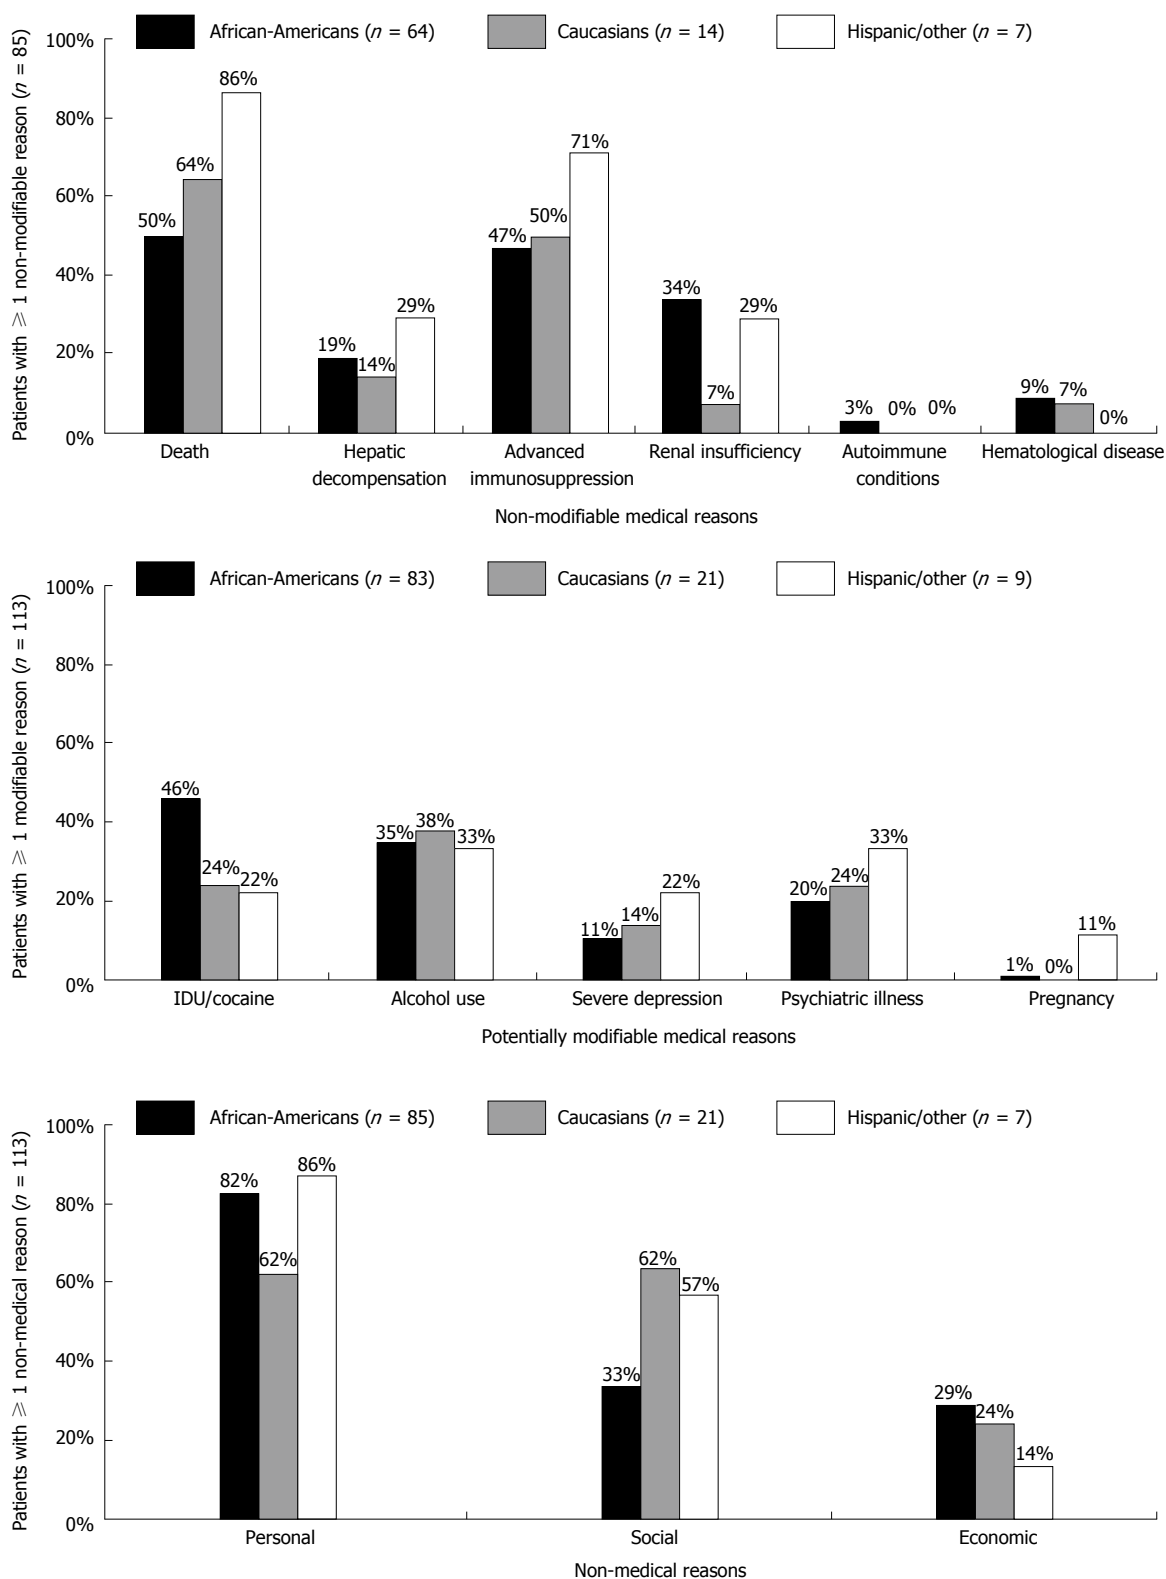 African-Americans (n = 64) Caucasians (n = 14) Hispanic/other (n = 7)
Patients with ⩾ 1 non-modifiable reason (n = 85)
100%
80%
60%
40%
20%
0%
50% 64% 86%
19% 14% 29%
47% 50% 71%
34% 7% 29%
3% 0% 0%
9% 7% 0%
Death Hepatic Advanced Renal insufficiency Autoimmune Hematological disease
decompensation immunosuppression conditions
Non-modifiable medical reasons
African-Americans (n = 83) Caucasians (n = 21) Hispanic/other (n = 9)
Patients with ⩾ 1 modifiable reason (n = 113)
100%
80%
60%
40%
20%
0%
46% 24% 22%
35% 38% 33%
11% 14% 22%
20% 24% 33%
1% 0% 11%
IDU/cocaine Alcohol use Severe depression Psychiatric illness Pregnancy
Potentially modifiable medical reasons
African-Americans (n = 85) Caucasians (n = 21) Hispanic/other (n = 7)
Patients with ⩾ 1 non-medical reason (n = 113)
100%
80%
60%
40%
20%
0%
82% 62% 86%
33% 62% 57%
29% 24% 14%
Personal Social Economic
Non-medical reasons